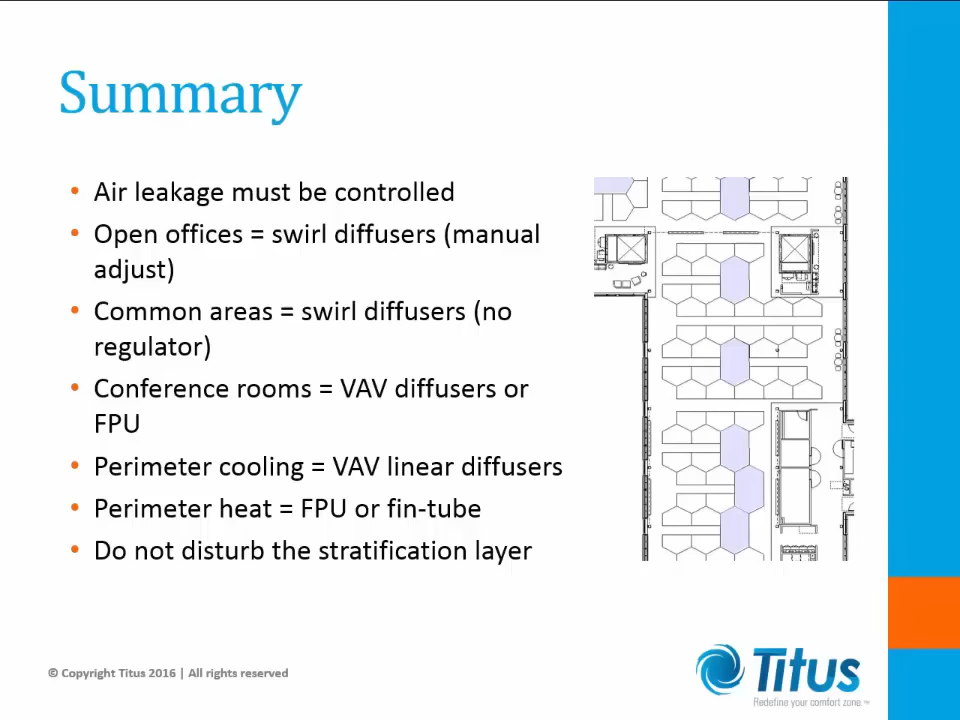 Summary
• Air leakage must be controlled
• Open offices = swirl diffusers (manual
adjust)
• Common areas = swirl diffusers (no
regulator)
• Conference rooms = VAV diffusers or
FPU
• Perimeter cooling = VAV linear diffusers
• Perimeter heat = FPU or fin-tube
• Do not disturb the stratification layer
© Copyright Titus 2016 | All rights reserved
Titus
Redefine your comfort zone.™